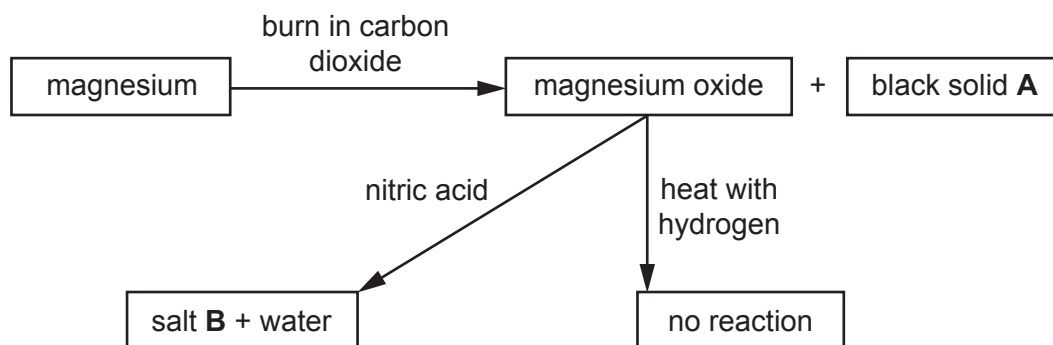 burn in carbon
dioxide
magnesium
magnesium oxide
+
black solid A
nitric acid
heat with
hydrogen
salt B + water
no reaction